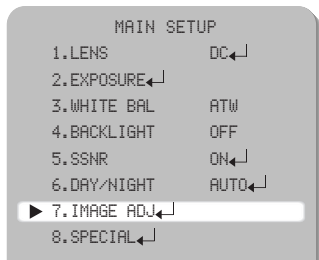 MAIN SETUP
1.LENS DC↵
2.EXPOSURE↵
3.WHITE BAL ATW
4.BACKLIGHT OFF
5.SSNR ON↵
6.DAY/NIGHT AUTO↵
▶ 7.IMAGE ADJ↵
8.SPECIAL↵